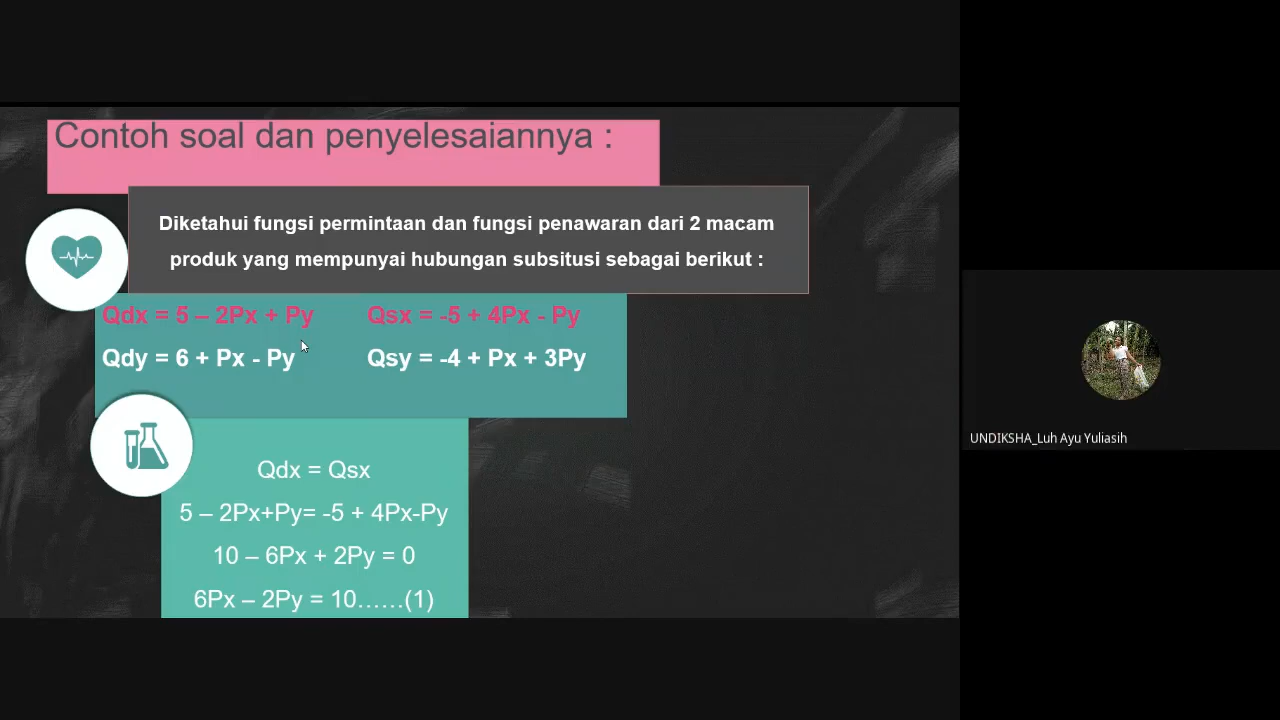 Contoh soal dan penyelesaiannya :
Diketahui fungsi permintaan dan fungsi penawaran dari 2 macam
produk yang mempunyai hubungan subsitusi sebagai berikut :
Qdx = 5 – 2Px + Py Qsx = -5 + 4Px - Py
Qdy = 6 + Px - Py Qsy = -4 + Px + 3Py
Qdx = Qsx
5 – 2Px+Py= -5 + 4Px-Py
10 – 6Px + 2Py = 0
6Px – 2Py = 10……(1)
UNDIKSHA_Luh Ayu Yuliasih